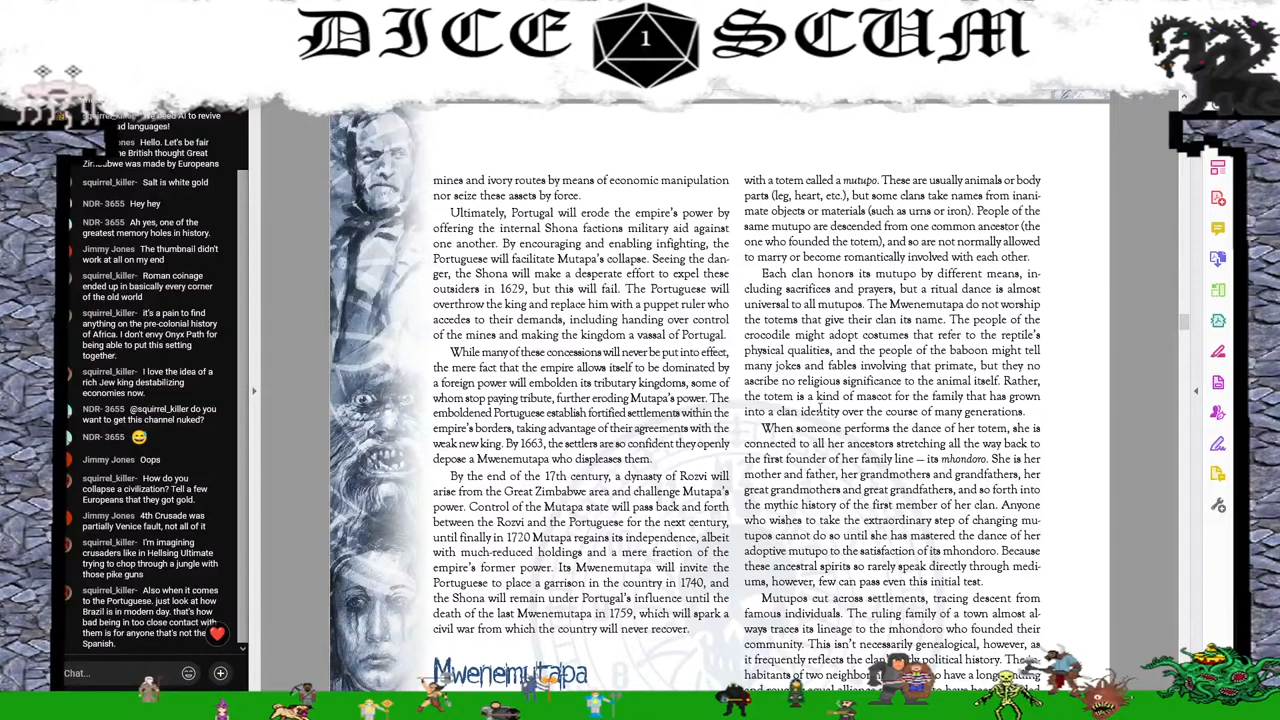 DICE 1 SCUM
squirrel_killer- We need AI to revive
ad languages!
ones Hello. Let's be fair
he British thought Great
Zimbabwe was made by Europeans
squirrel_killer- Salt is white gold
NDR- 3655 Hey hey
NDR- 3655 Ah yes, one of the
greatest memory holes in history.
Jimmy Jones The thumbnail didn't
work at all on my end
squirrel_killer- Roman coinage
ended up in basically every corner
of the old world
squirrel_killer- it's a pain to find
anything on the pre-colonial history
of Africa. I don't envy Onyx Path for
being able to put this setting
together.
squirrel_killer- I love the idea of a
rich Jew king destabilizing
economies now.
NDR- 3655 @squirrel_killer do you
want to get this channel nuked?
NDR- 3655 😅
Jimmy Jones Oops
squirrel_killer- How do you
collapse a civilization? Tell a few
Europeans that they got gold.
Jimmy Jones 4th Crusade was
partially Venice fault, not all of it
squirrel_killer- I'm imagining
crusaders like in Hellsing Ultimate
trying to chop through a jungle with
those pike guns
squirrel_killer- Also when it comes
to the Portuguese. just look at how
Brazil is in modern day. that's how
bad being in too close contact with
them is for anyone that's not the
Spanish.
Chat...
mines and ivory routes by means of economic manipulation
nor seize these assets by force.
Ultimately, Portugal will erode the empire's power by
offering the internal Shona factions military aid against
one another. By encouraging and enabling infighting, the
Portuguese will facilitate Mutapa's collapse. Seeing the dan-
ger, the Shona will make a desperate effort to expel these
outsiders in 1629, but this will fail. The Portuguese will
overthrow the king and replace him with a puppet ruler who
accedes to their demands, including handing over control
of the mines and making the kingdom a vassal of Portugal.
While many of these concessions will never be put into effect,
the mere fact that the empire allows itself to be dominated by
a foreign power will embolden its tributary kingdoms, some of
whom stop paying tribute, further eroding Mutapa's power. The
emboldened Portuguese establish fortified settlements within the
empire's borders, taking advantage of their agreements with the
weak new king. By 1663, the settlers are so confident they openly
depose a Mwenemutapa who displeases them.
By the end of the 17th century, a dynasty of Rozvi will
arise from the Great Zimbabwe area and challenge Mutapa's
power. Control of the Mutapa state will pass back and forth
between the Rozvi and the Portuguese for the next century,
until finally in 1720 Mutapa regains its independence, albeit
with much-reduced holdings and a mere fraction of the
empire's former power. Its Mwenemutapa will invite the
Portuguese to place a garrison in the country in 1740, and
the Shona will remain under Portugal's influence until the
death of the last Mwenemutapa in 1759, which will spark a
civil war from which the country will never recover.
Mwenemutapa
with a totem called a mutupo. These are usually animals or body
parts (leg, heart, etc.), but some clans take names from inani-
mate objects or materials (such as urns or iron). People of the
same mutupo are descended from one common ancestor (the
one who founded the totem), and so are not normally allowed
to marry or become romantically involved with each other.
Each clan honors its mutupo by different means, in-
cluding sacrifices and prayers, but a ritual dance is almost
universal to all mutupos. The Mwenemutapa do not worship
the totems that give their clan its name. The people of the
crocodile might adopt costumes that refer to the reptile's
physical qualities, and the people of the baboon might tell
many jokes and fables involving that primate, but they no
ascribe no religious significance to the animal itself. Rather,
the totem is a kind of mascot for the family that has grown
into a clan identity over the course of many generations.
When someone performs the dance of her totem, she is
connected to all her ancestors stretching all the way back to
the first founder of her family line — its mhondoro. She is her
mother and father, her grandmothers and grandfathers, her
great grandmothers and great grandfathers, and so forth into
the mythic history of the first member of her clan. Anyone
who wishes to take the extraordinary step of changing mu-
tupos cannot do so until she has mastered the dance of her
adoptive mutupo to the satisfaction of its mhondoro. Because
these ancestral spirits so rarely speak directly through medi-
ums, however, few can pass even this initial test.
Mutupos cut across settlements, tracing descent from
famous individuals. The ruling family of a town almost al-
ways traces its lineage to the mhondoro who founded their
community. This isn't necessarily genealogical, however, as
it frequently reflects the clan political history. The
habitants of two neighbo have a long